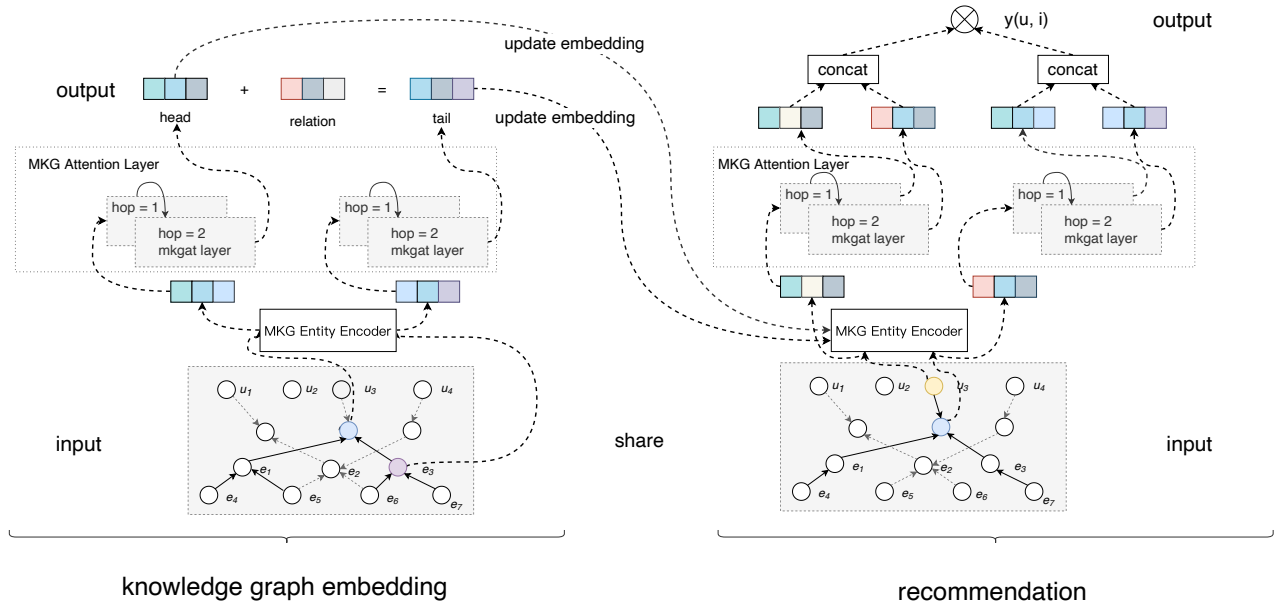 update embedding
output
+
=
head
relation
tail
update embedding
MKG Attention Layer
hop = 1
hop = 2
mkgat layer
hop = 1
hop = 2
mkgat layer
MKG Entity Encoder
input
u1
u2
u3
u4
e1
e2
e3
e4
e5
e6
e7
knowledge graph embedding
share
y(u, i)
output
concat
concat
MKG Attention Layer
hop = 1
hop = 2
mkgat layer
hop = 1
hop = 2
mkgat layer
MKG Entity Encoder
input
u1
u2
u3
u4
e1
e2
e3
e4
e5
e6
e7
recommendation